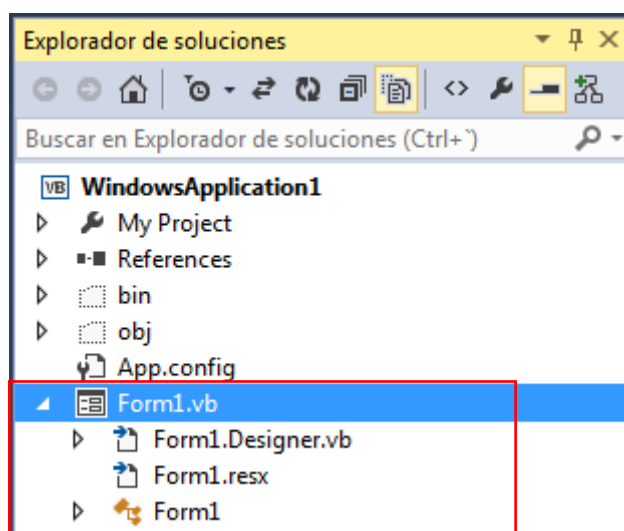 Explorador de soluciones
Buscar en Explorador de soluciones (Ctrl+`)
VB WindowsApplication1
My Project
References
bin
obj
App.config
Form1.vb
Form1.Designer.vb
Form1.resx
Form1